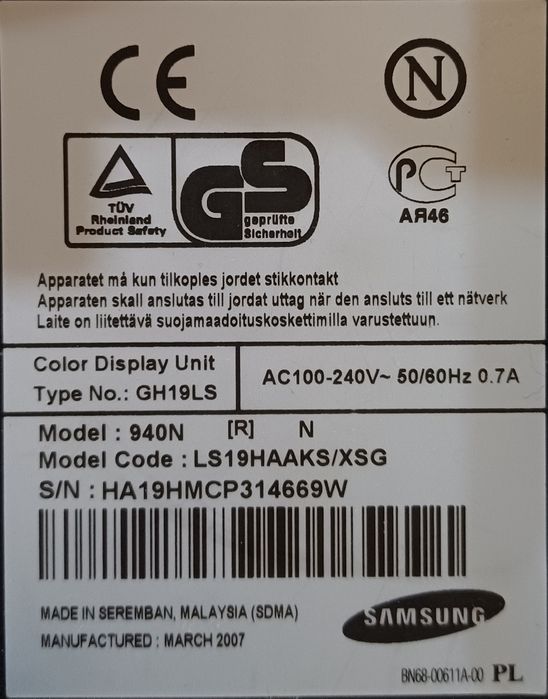 CE
N
TÜV
Rheinland
Product Safety
GS
geprüfte
Sicherheit
PCT
АЯ46
Apparatet må kun tilkoples jordet stikkontakt
Apparaten skall anslutas till jordat uttag när den ansluts till ett nätverk
Laite on liitettävä suojamaadoituskoskettimilla varustettuun.
Color Display Unit
Type No.: GH19LS
AC100-240V~ 50/60Hz 0.7A
Model : 940N [R] N
Model Code : LS19HAAKS/XSG
S/N : HA19HMCP314669W
MADE IN SEREMBAN, MALAYSIA (SDMA)
MANUFACTURED : MARCH 2007
SAMSUNG
BN68-00611A-00 PL